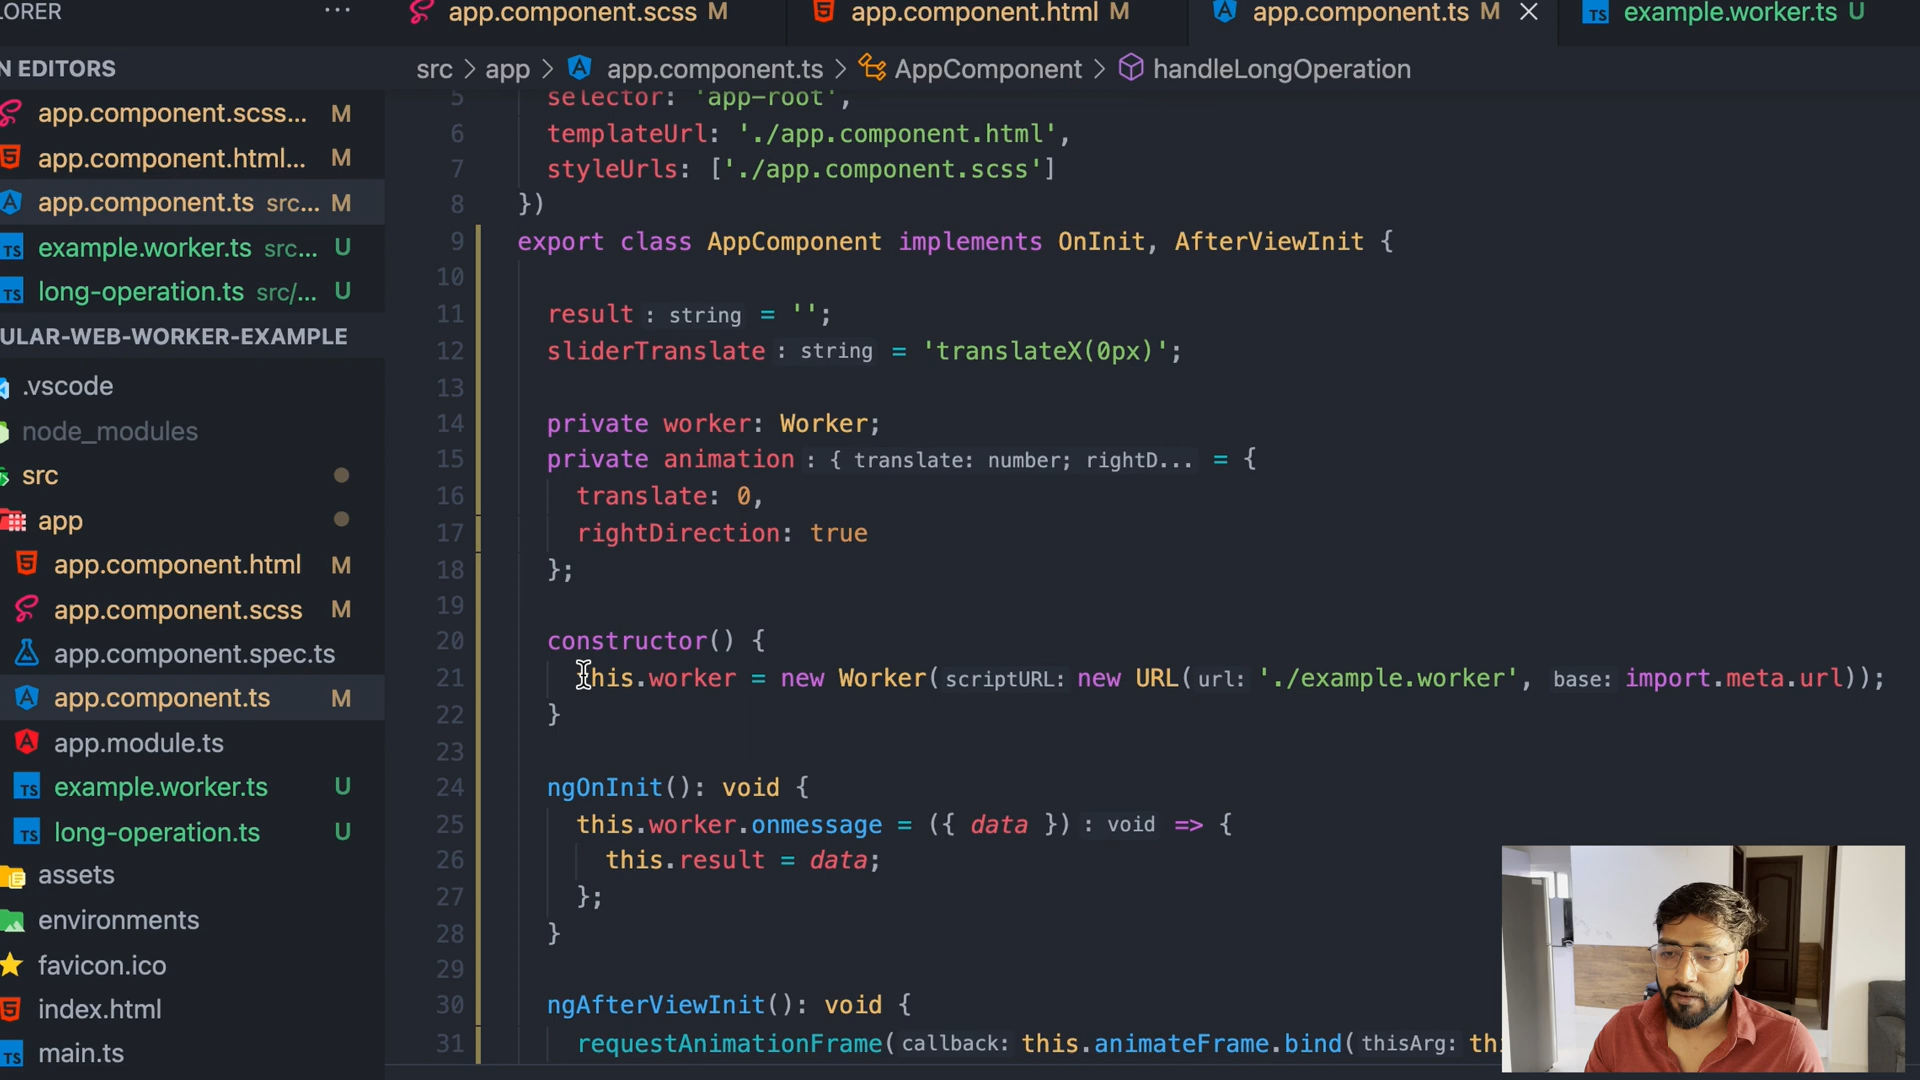 LORER ...
app.component.scss M
app.component.html M
app.component.ts M
example.worker.ts U
src > app > app.component.ts > AppComponent > handleLongOperation
N EDITORS
app.component.scss... M
app.component.html... M
app.component.ts src... M
example.worker.ts src... U
long-operation.ts src/... U
ULAR-WEB-WORKER-EXAMPLE
.vscode
node_modules
src
app
app.component.html M
app.component.scss M
app.component.spec.ts
app.component.ts M
app.module.ts
example.worker.ts U
long-operation.ts U
assets
environments
favicon.ico
index.html
main.ts
5 selector: 'app-root',
6 templateUrl: './app.component.html',
7 styleUrls: ['./app.component.scss']
8 })
9 export class AppComponent implements OnInit, AfterViewInit {
10
11 result : string = '';
12 sliderTranslate : string = 'translateX(0px)';
13
14 private worker: Worker;
15 private animation : { translate: number; rightD... = {
16 translate: 0,
17 rightDirection: true
18 };
19
20 constructor() {
21 this.worker = new Worker(scriptURL: new URL(url: './example.worker', base: import.meta.url));
22 }
23
24 ngOnInit(): void {
25 this.worker.onmessage = ({ data }) : void => {
26 this.result = data;
27 };
28 }
29
30 ngAfterViewInit(): void {
31 requestAnimationFrame(callback: this.animateFrame.bind(thisArg: th